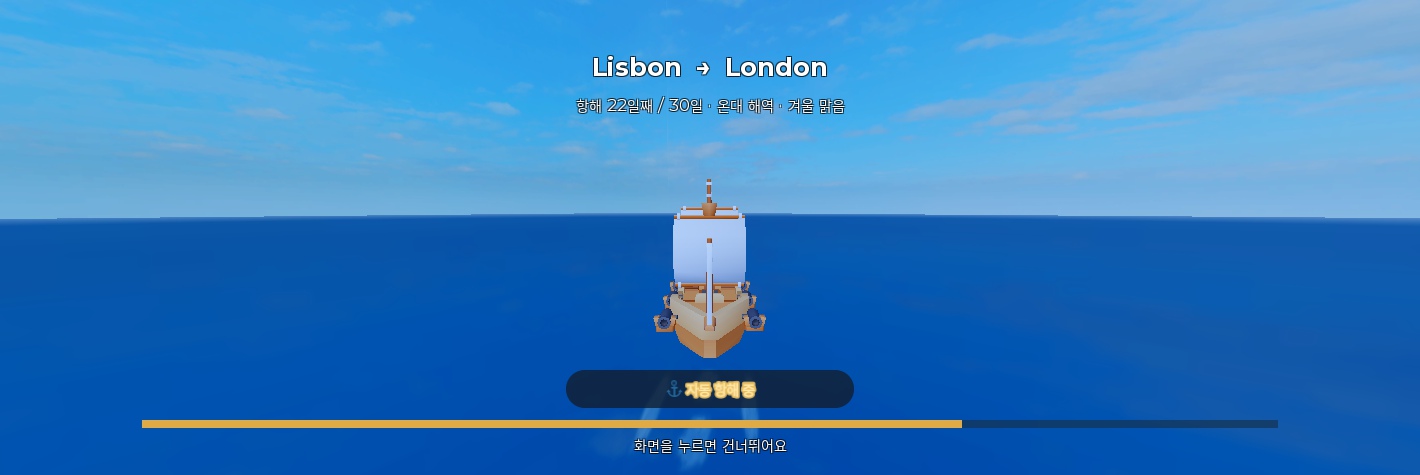 Lisbon → London
항해 22일째 / 30일 · 온대 해역 · 겨울 맑음
⚓ 자동 항해 중
화면을 누르면 건너뛰어요